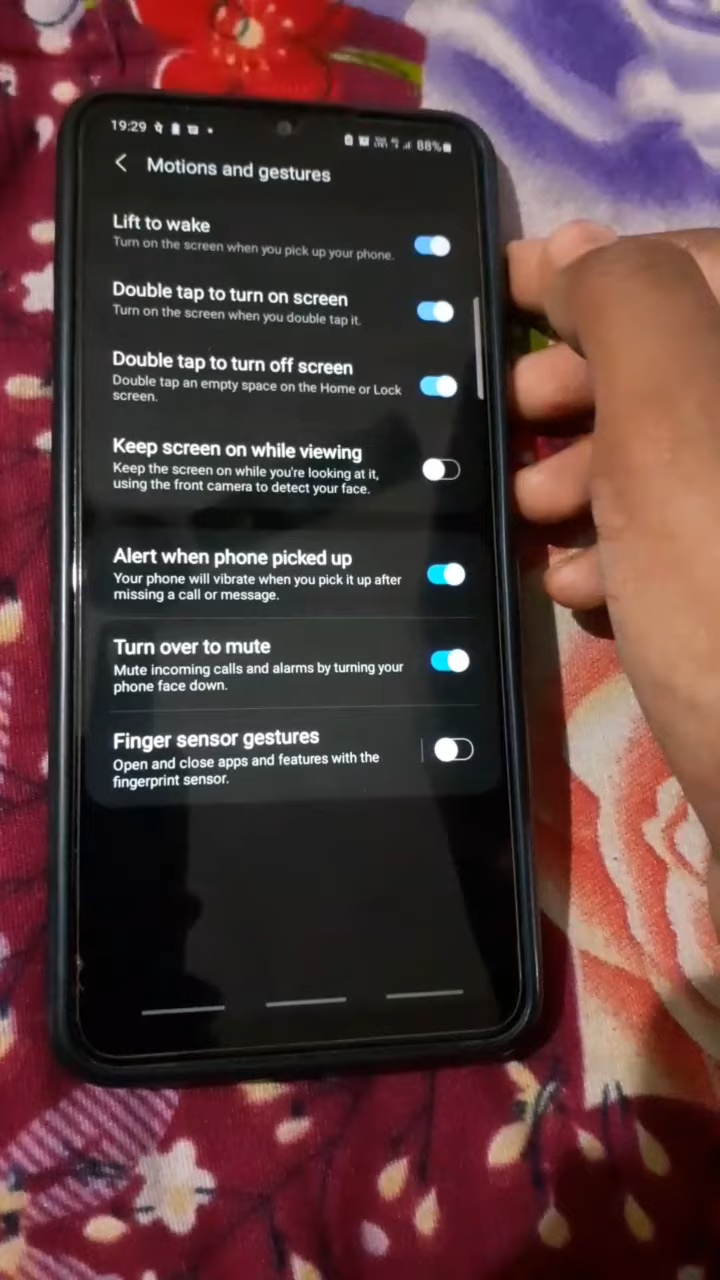 19:29 88%
Motions and gestures
Lift to wake
Turn on the screen when you pick up your phone.
Double tap to turn on screen
Turn on the screen when you double tap it.
Double tap to turn off screen
Double tap an empty space on the Home or Lock
screen.
Keep screen on while viewing
Keep the screen on while you're looking at it,
using the front camera to detect your face.
Alert when phone picked up
Your phone will vibrate when you pick it up after
missing a call or message.
Turn over to mute
Mute incoming calls and alarms by turning your
phone face down.
Finger sensor gestures
Open and close apps and features with the
fingerprint sensor.